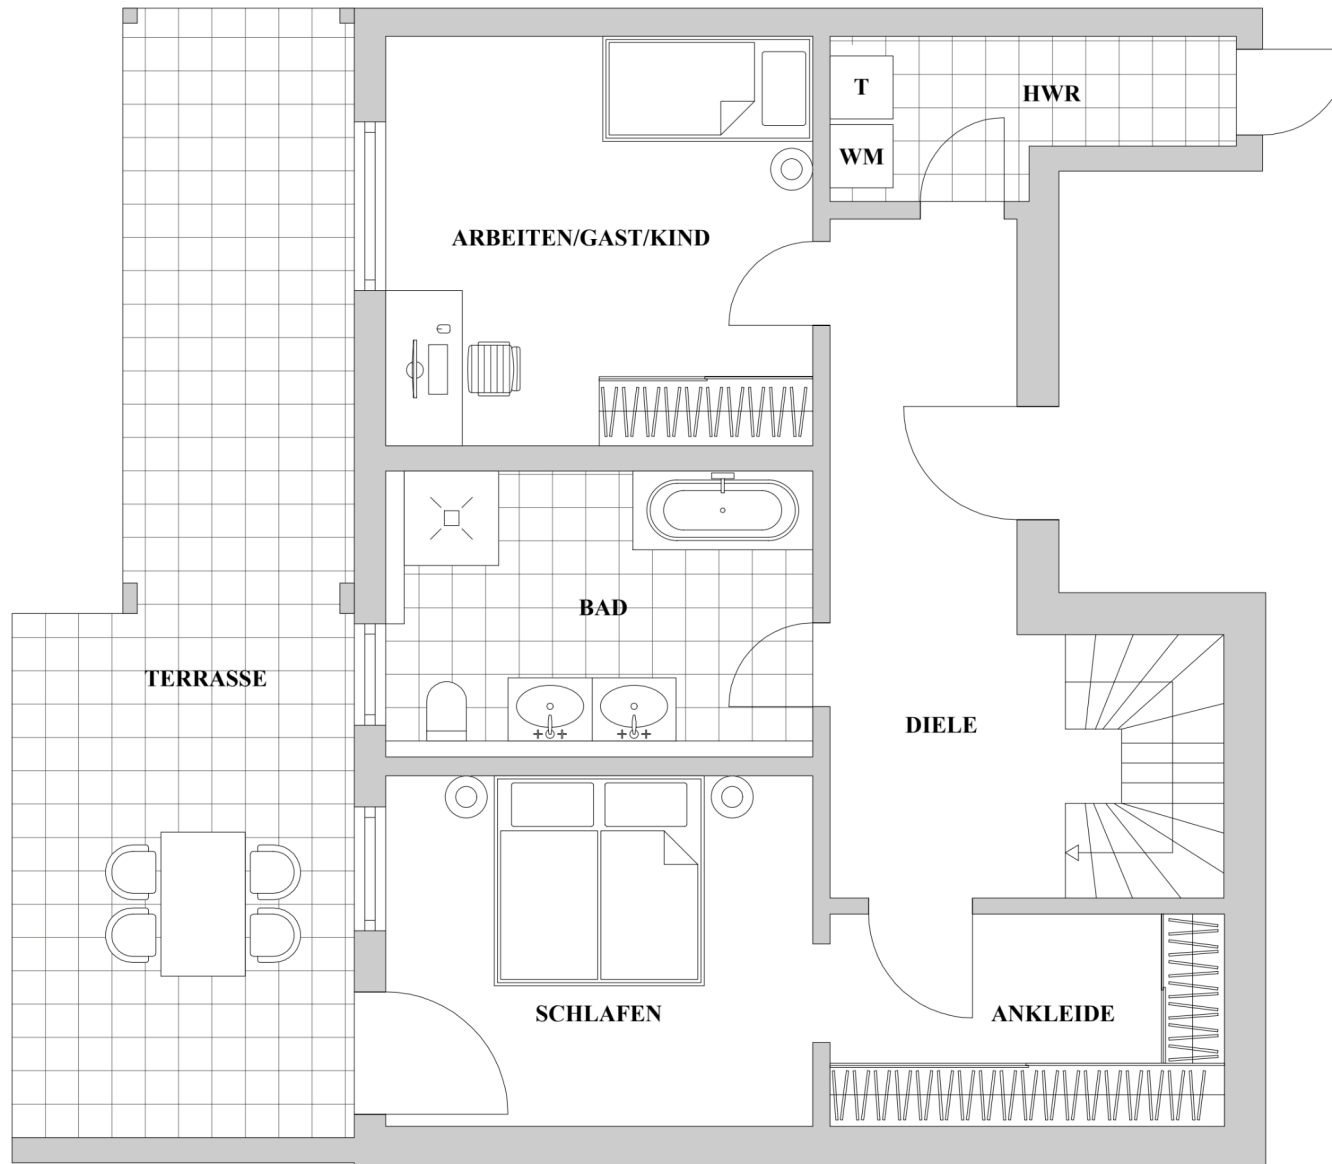 T
HWR
WM
ARBEITEN/GAST/KIND
BAD
TERRASSE
DIELE
SCHLAFEN
ANKLEIDE